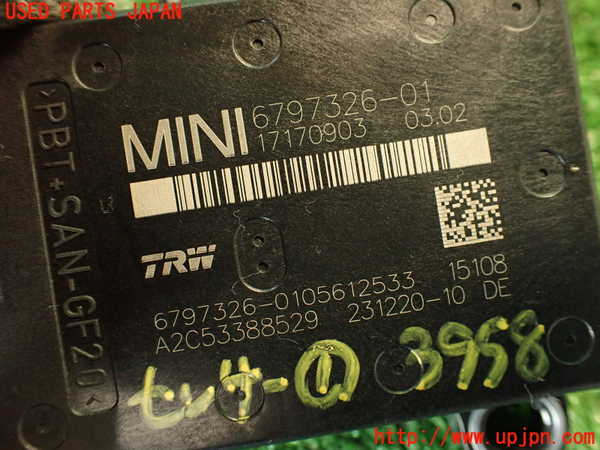 USED PARTS JAPAN
MINI 6797326-01
17170903 03.02
>PBT+SAN-GF20<
TRW
6797326-0105612533 15108
A2C53388529 231220-10 DE
センサー① 3958
http://www.upjpn.com/